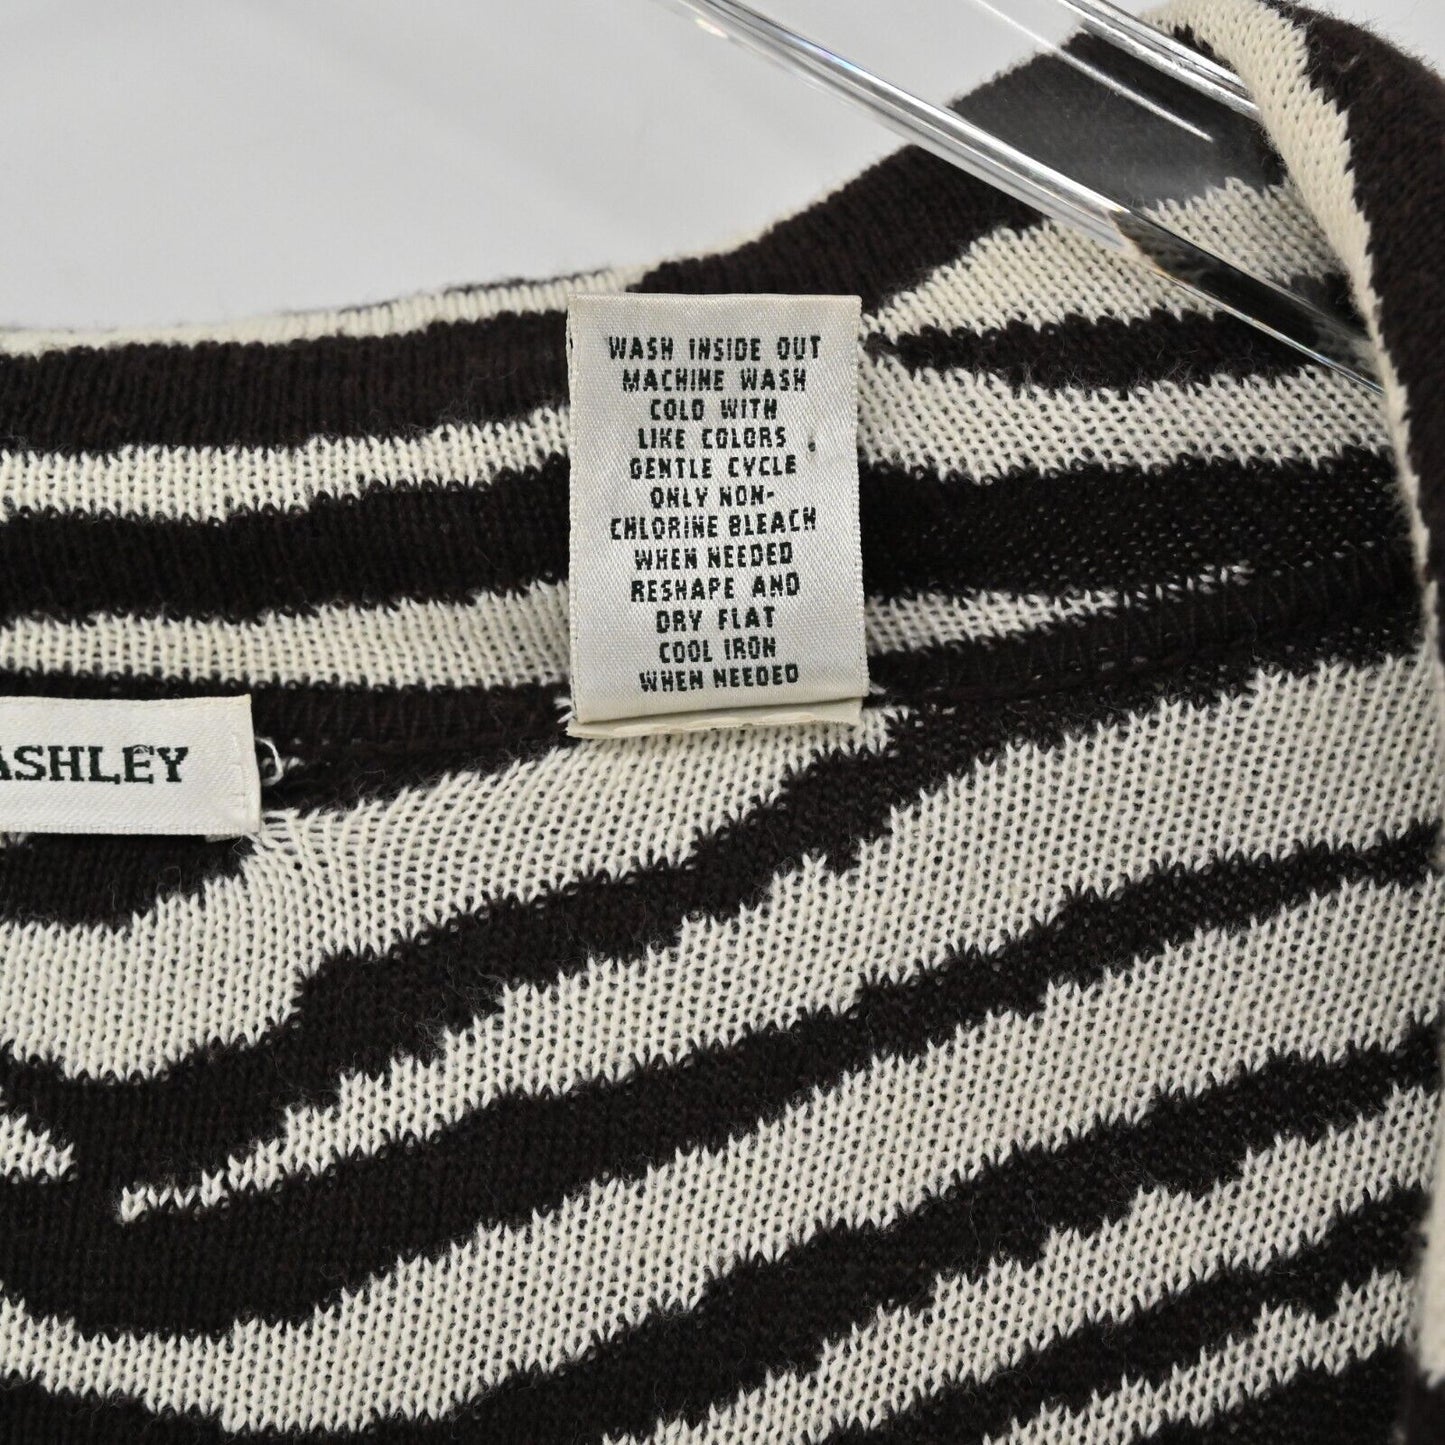 WASH INSIDE OUT
MACHINE WASH
COLD WITH
LIKE COLORS
GENTLE CYCLE
ONLY NON-
CHLORINE BLEACH
WHEN NEEDED
RESHAPE AND
DRY FLAT
COOL IRON
WHEN NEEDED
ASHLEY